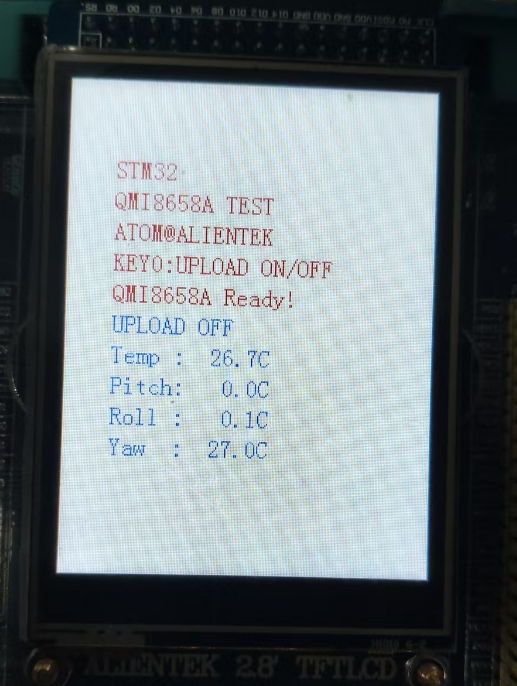 STM32
QMI8658A TEST
ATOM@ALIENTEK
KEY0:UPLOAD ON/OFF
QMI8658A Ready!
UPLOAD OFF
Temp :  26.7C
Pitch:   0.0C
Roll :   0.1C
Yaw  :  27.0C
ALIENTEK 2.8' TFTLCD